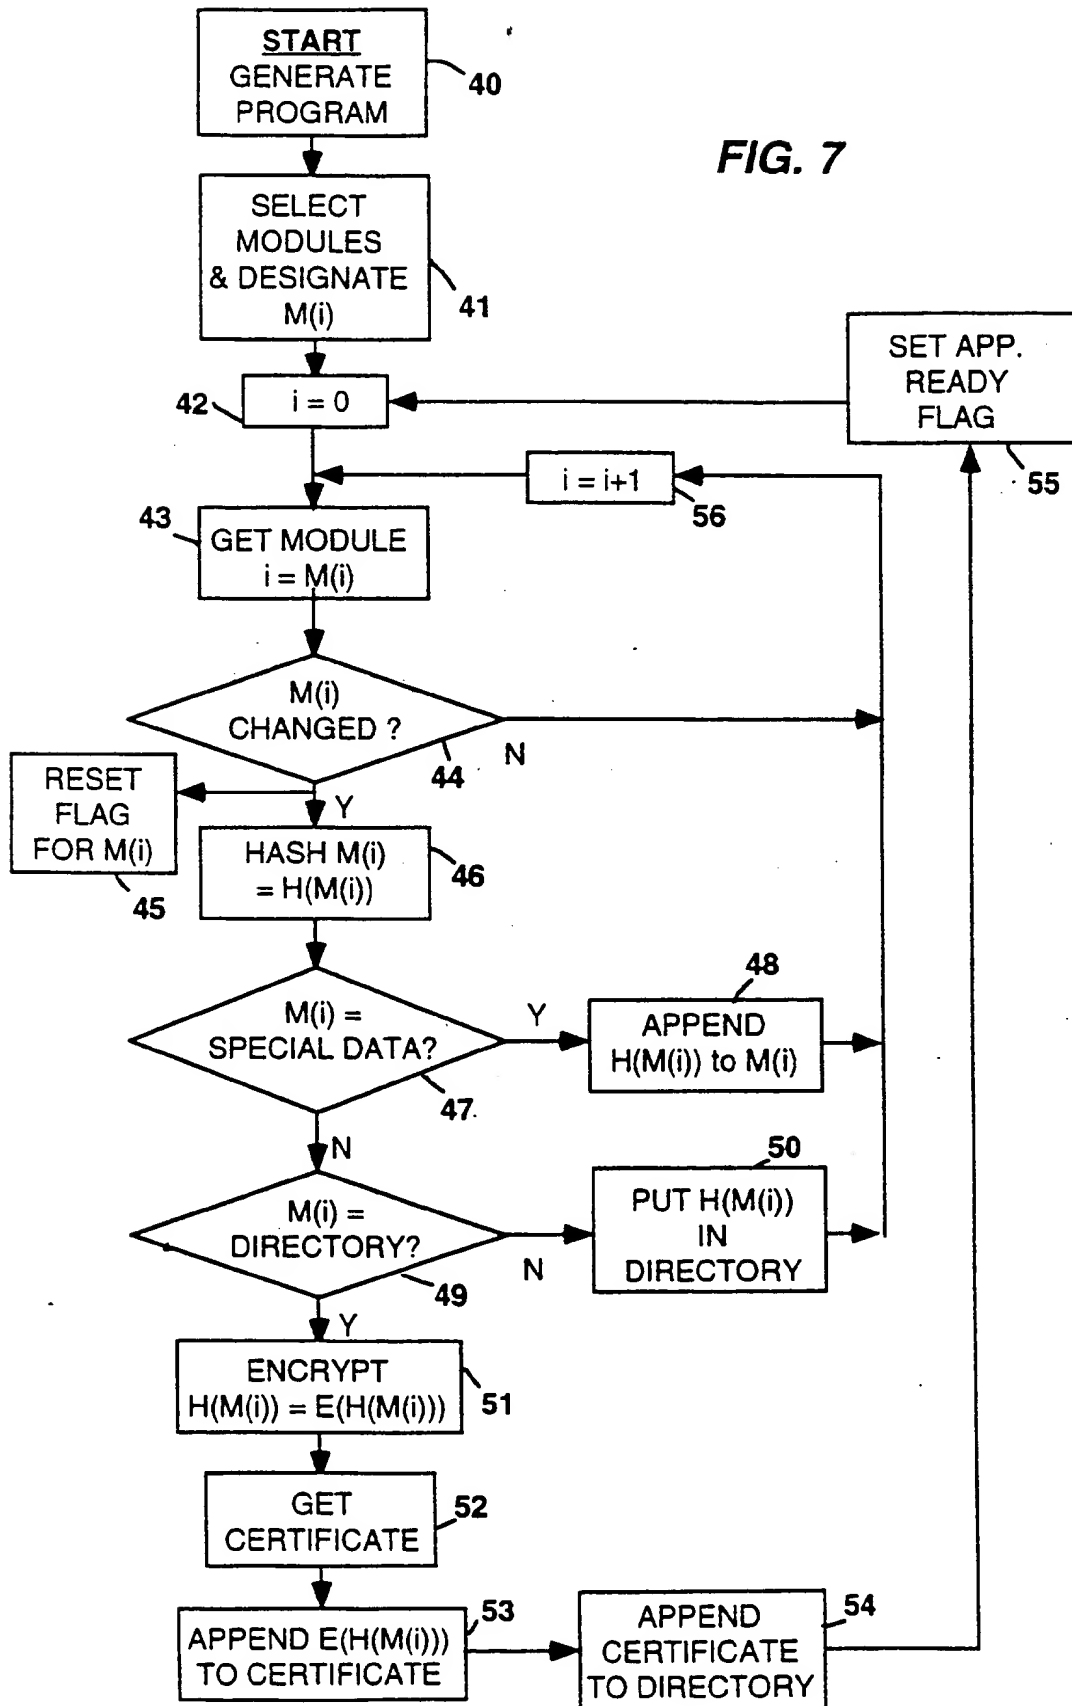 START
GENERATE
PROGRAM
40
FIG. 7
SELECT
MODULES
& DESIGNATE
M(i)
41
SET APP.
READY
FLAG
55
42
i = 0
i = i+1
56
43
GET MODULE
i = M(i)
M(i)
CHANGED ?
44
N
RESET
FLAG
FOR M(i)
45
Y
HASH M(i)
= H(M(i))
46
M(i) =
SPECIAL DATA?
47
Y
48
APPEND
H(M(i)) to M(i)
N
M(i) =
DIRECTORY?
49
N
50
PUT H(M(i))
IN
DIRECTORY
Y
ENCRYPT
H(M(i)) = E(H(M(i)))
51
GET
CERTIFICATE
52
APPEND E(H(M(i)))
TO CERTIFICATE
53
APPEND
CERTIFICATE
TO DIRECTORY
54